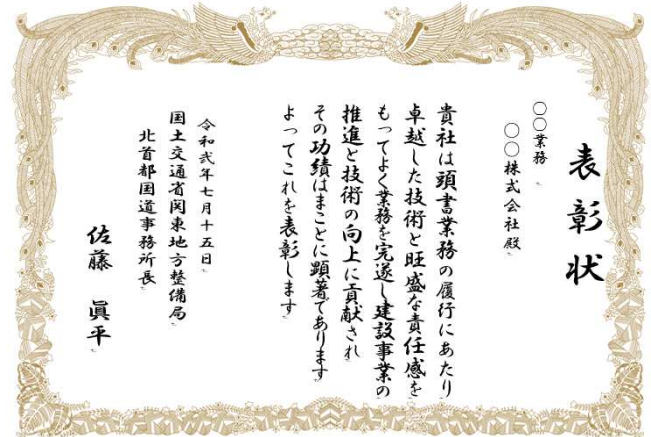 表彰状
〇〇業務
〇〇株式会社殿
貴社は頭書業務の履行にあたり
卓越した技術と旺盛な責任感を
もってよく業務を完遂し建設事業の
推進と技術の向上に貢献され
その功績はまことに顕著であります
よってこれを表彰します
令和弐年七月十五日
国土交通省関東地方整備局
北首都国道事務所長
佐藤 眞平